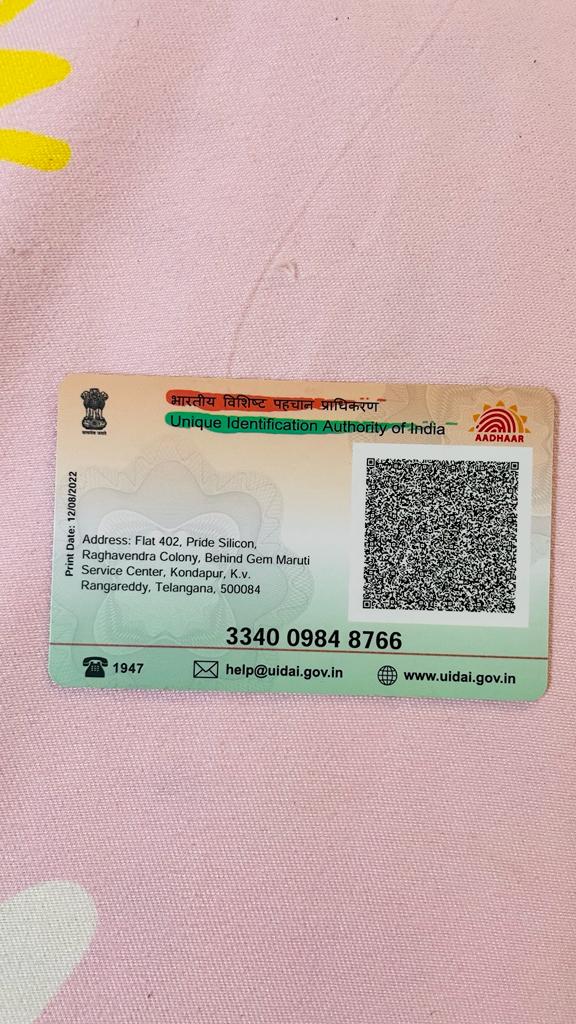 भारतीय विशिष्ट पहचान प्राधिकरण
Unique Identification Authority of India
सत्यमेव जयते
AADHAAR
Print Date: 12/08/2022
Address: Flat 402, Pride Silicon,
Raghavendra Colony, Behind Gem Maruti
Service Center, Kondapur, K.v.
Rangareddy, Telangana, 500084
3340 0984 8766
1947
help@uidai.gov.in
www.uidai.gov.in